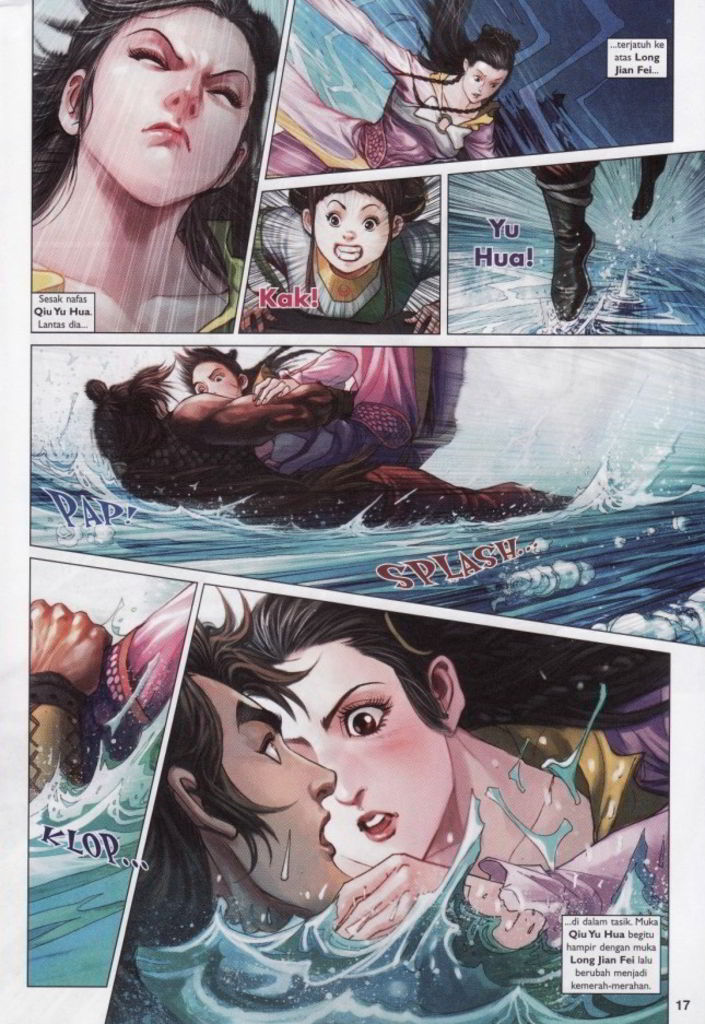 Sesak nafas
Qiu Yu Hua.
Lantas dia...
...terjatuh ke
atas Long
Jian Fei...
Kak!
Yu
Hua!
PAP!
SPLASH...
KLOP...
...di dalam tasik. Muka
Qiu Yu Hua begitu
hampir dengan muka
Long Jian Fei lalu
berubah menjadi
kemerah-merahan.
17